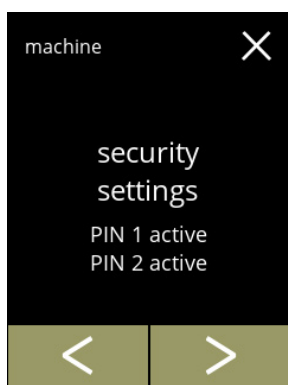 machine
security
settings
PIN 1 active
PIN 2 active